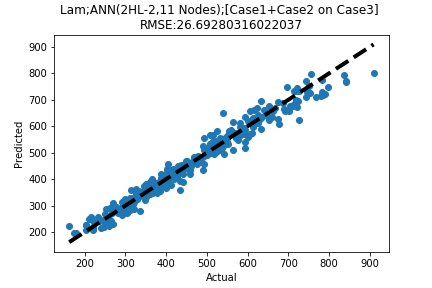 Lam;ANN(2HL-2,11 Nodes);[Case1+Case2 on Case3]
RMSE:26.69280316022037
900
800
700
600
500
400
300
200
Predicted
200 300 400 500 600 700 800 900
Actual